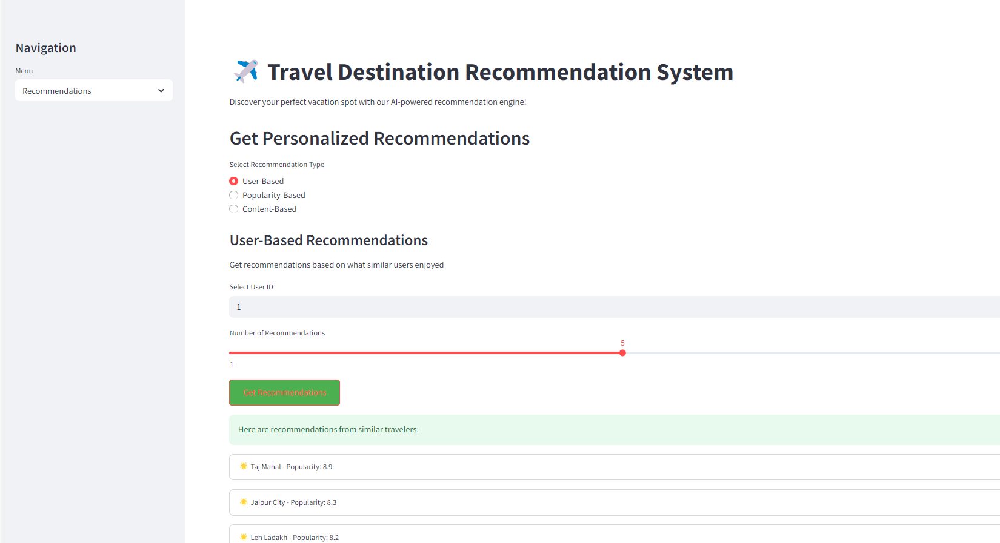 Navigation
Menu
Recommendations
Travel Destination Recommendation System
Discover your perfect vacation spot with our AI-powered recommendation engine!
Get Personalized Recommendations
Select Recommendation Type
User-Based
Popularity-Based
Content-Based
User-Based Recommendations
Get recommendations based on what similar users enjoyed
Select User ID
1
Number of Recommendations
5
1
Get Recommendations
Here are recommendations from similar travelers:
Taj Mahal - Popularity: 8.9
Jaipur City - Popularity: 8.3
Leh Ladakh - Popularity: 8.2